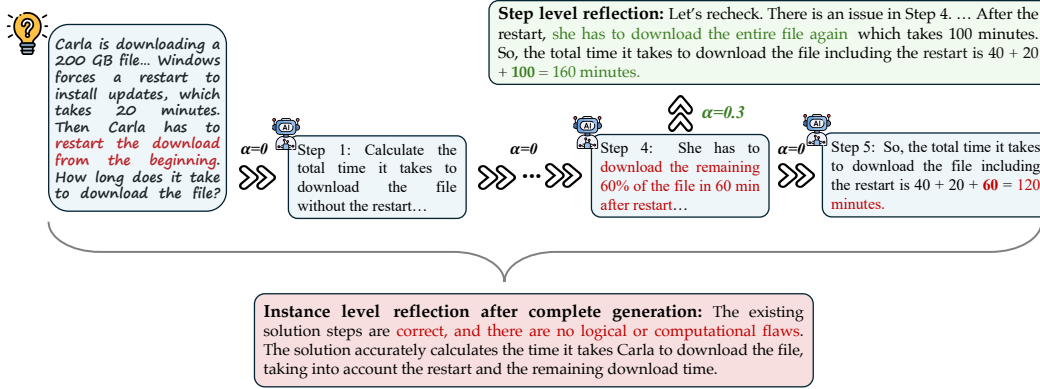 Carla is downloading a
200 GB file... Windows
forces a restart to
install updates, which
takes 20 minutes.
Then Carla has to
restart the download
from the beginning.
How long does it take
to download the file?
α=0
AI
Step 1: Calculate the
total time it takes to
download the file
without the restart…
α=0
...
AI
Step 4: She has to
download the remaining
60% of the file in 60 min
after restart…
α=0.3
Step level reflection: Let's recheck. There is an issue in Step 4. … After the
restart, she has to download the entire file again which takes 100 minutes.
So, the total time it takes to download the file including the restart is 40 + 20
+ 100 = 160 minutes.
α=0
AI
Step 5: So, the total time it takes
to download the file including
the restart is 40 + 20 + 60 = 120
minutes.
Instance level reflection after complete generation: The existing
solution steps are correct, and there are no logical or computational flaws.
The solution accurately calculates the time it takes Carla to download the file,
taking into account the restart and the remaining download time.